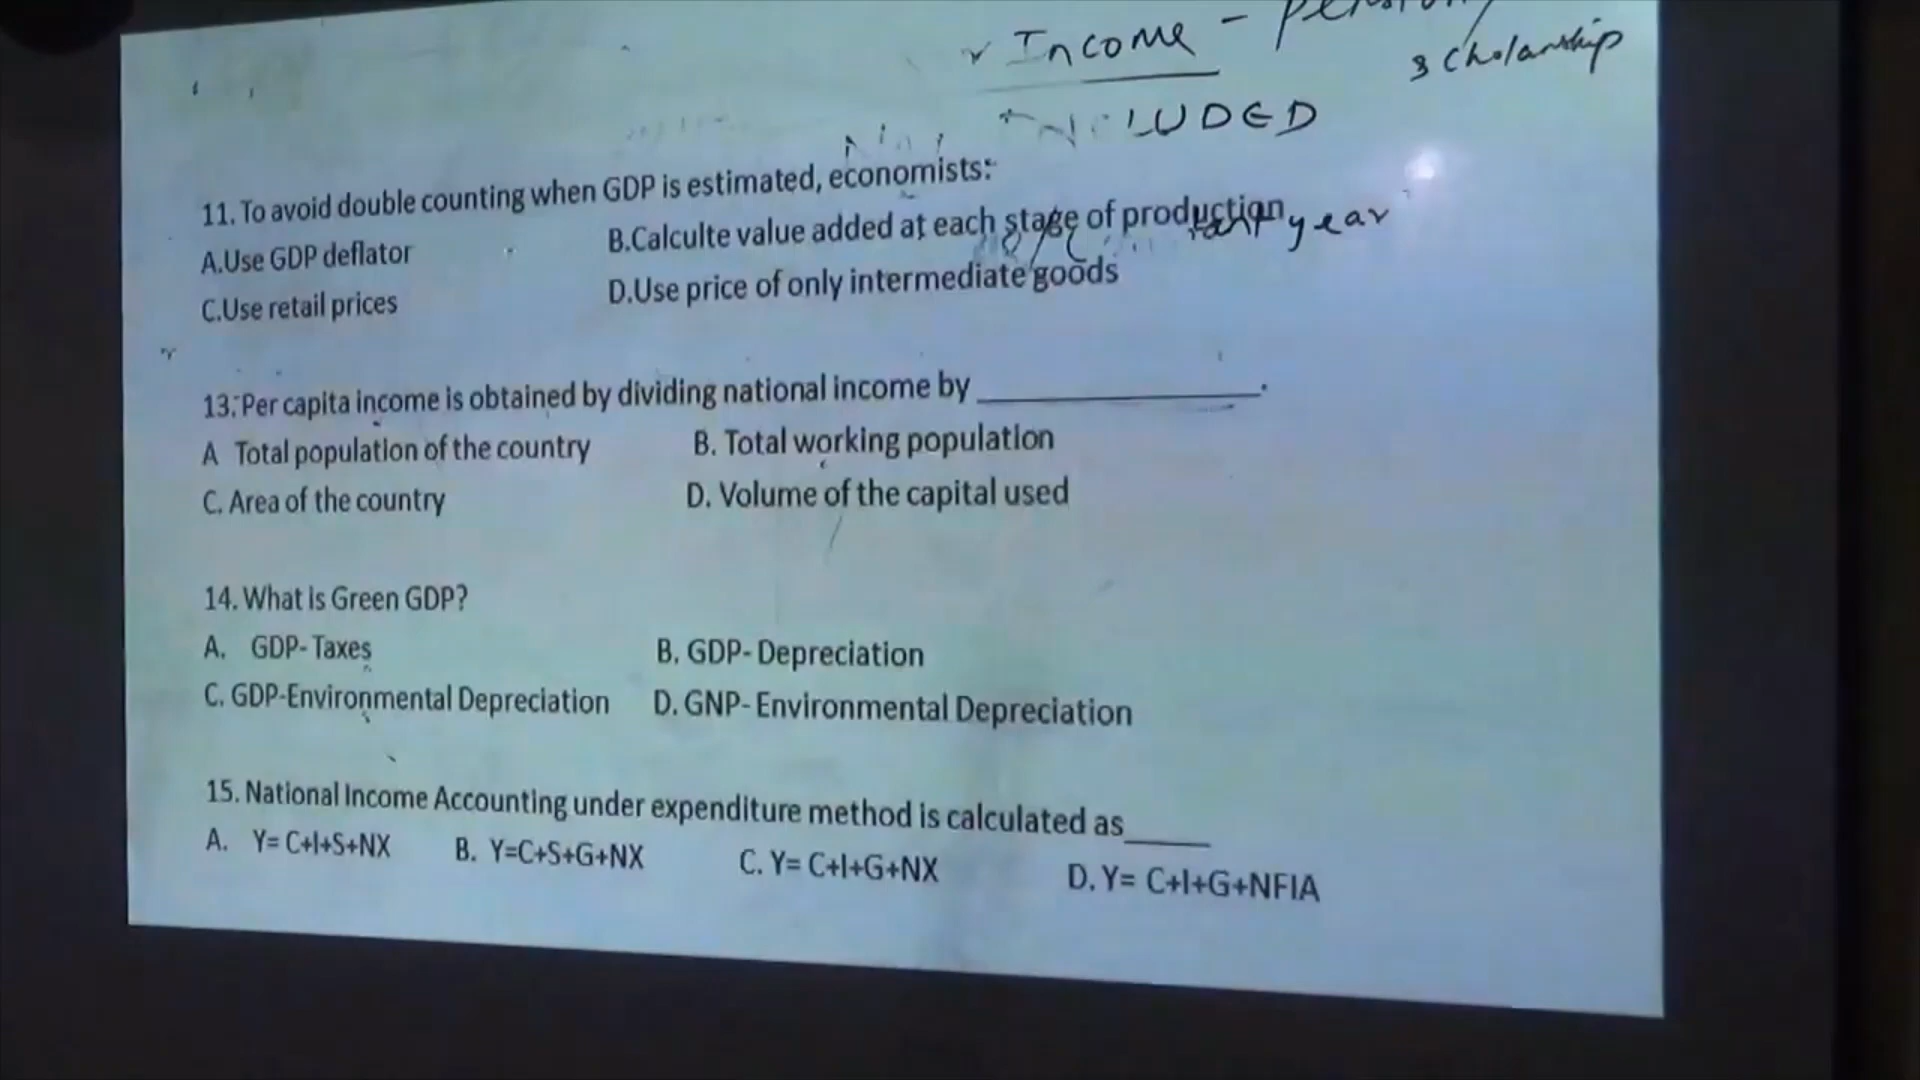 Income -
scholarship
11. To avoid double counting when GDP is estimated, economists:
A.Use GDP deflator B.Calculte value added at each stage of production year
C.Use retail prices D.Use price of only intermediate goods
13. Per capita income is obtained by dividing national income by ______________.
A Total population of the country B. Total working population
C. Area of the country D. Volume of the capital used
14. What is Green GDP?
A. GDP- Taxes B. GDP- Depreciation
C. GDP-Environmental Depreciation D. GNP- Environmental Depreciation
15. National Income Accounting under expenditure method is calculated as_____
A. Y= C+I+S+NX B. Y=C+S+G+NX C. Y= C+I+G+NX D. Y= C+I+G+NFIA